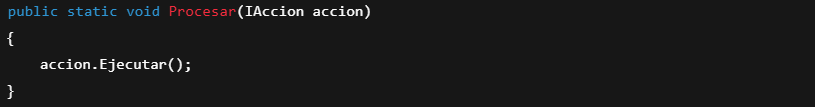 public static void Procesar(IAccion accion)
{
    accion.Ejecutar();
}